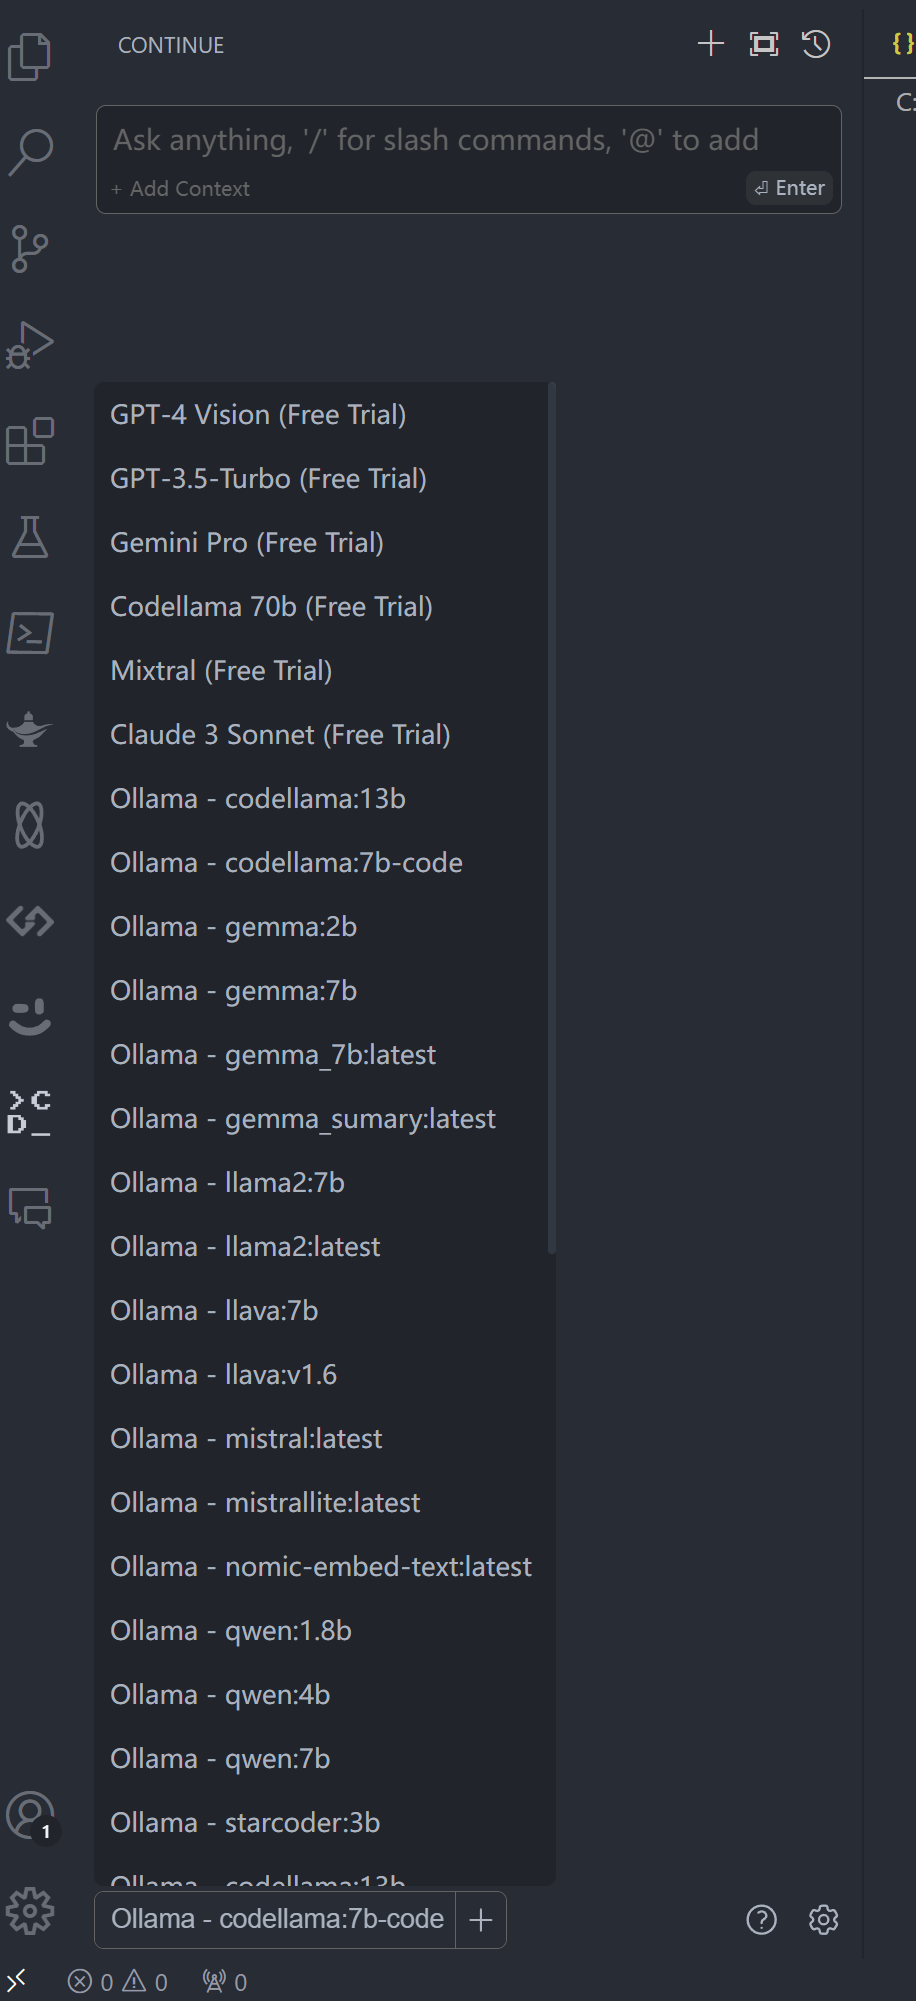 CONTINUE
{}
C:
Ask anything, '/' for slash commands, '@' to add
+ Add Context
⏎ Enter
GPT-4 Vision (Free Trial)
GPT-3.5-Turbo (Free Trial)
Gemini Pro (Free Trial)
Codellama 70b (Free Trial)
Mixtral (Free Trial)
Claude 3 Sonnet (Free Trial)
Ollama - codellama:13b
Ollama - codellama:7b-code
Ollama - gemma:2b
Ollama - gemma:7b
Ollama - gemma_7b:latest
Ollama - gemma_sumary:latest
Ollama - llama2:7b
Ollama - llama2:latest
Ollama - llava:7b
Ollama - llava:v1.6
Ollama - mistral:latest
Ollama - mistrallite:latest
Ollama - nomic-embed-text:latest
Ollama - qwen:1.8b
Ollama - qwen:4b
Ollama - qwen:7b
Ollama - starcoder:3b
Ollama - codellama:13b
Ollama - codellama:7b-code
>C
D_
1
0 0 0